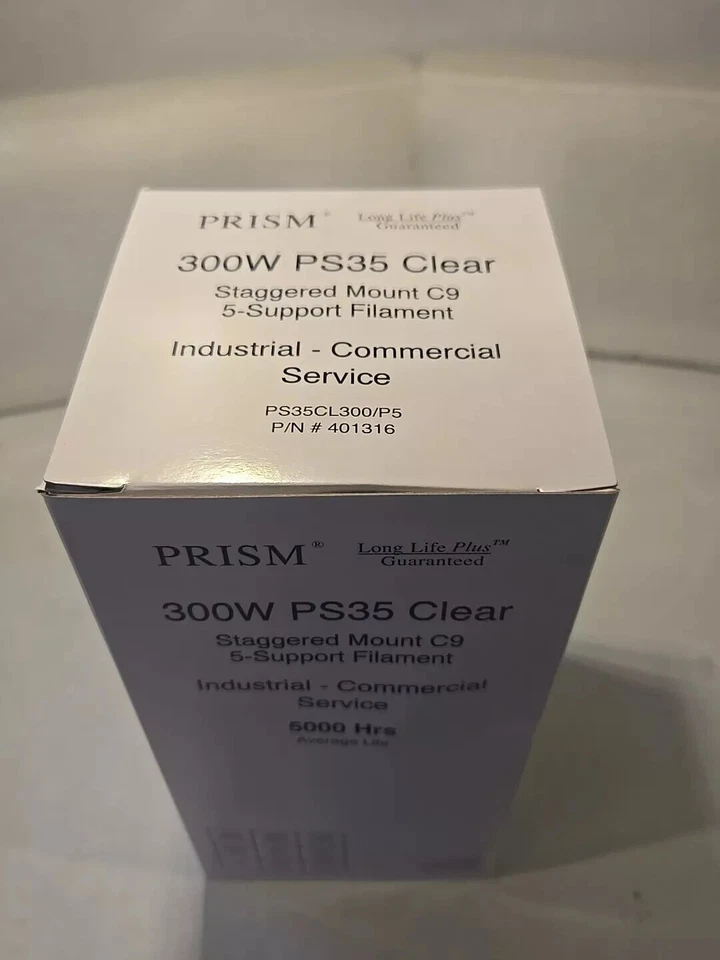 PRISM® Long Life Plus™
Guaranteed
300W PS35 Clear
Staggered Mount C9
5-Support Filament
Industrial - Commercial
Service
PS35CL300/P5
P/N # 401316
PRISM® Long Life Plus™
Guaranteed
300W PS35 Clear
Staggered Mount C9
5-Support Filament
Industrial - Commercial
Service
5000 Hrs
Average Life